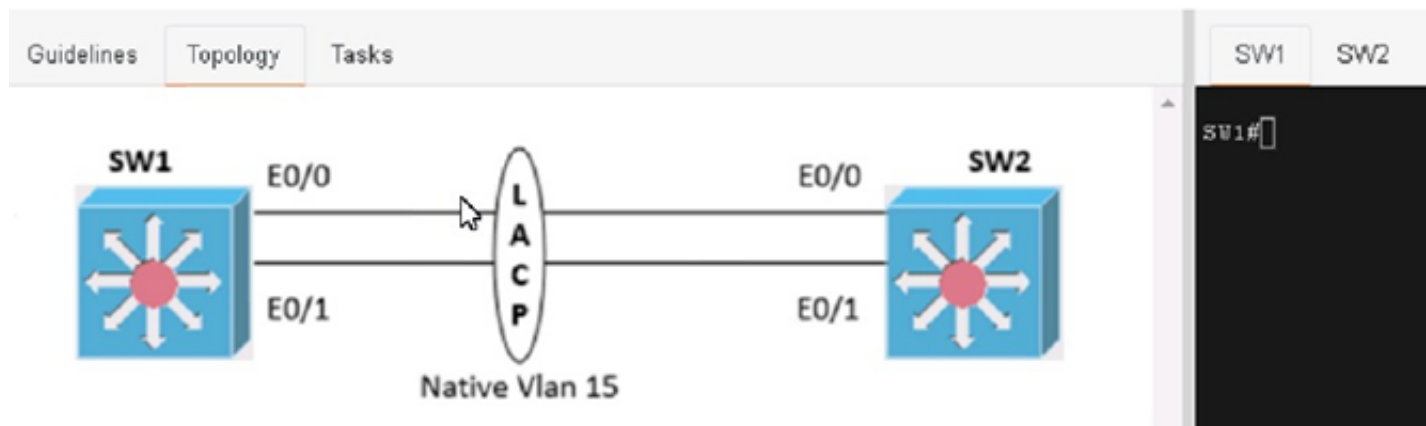 Guidelines Topology Tasks
SW1 SW2
SW1#
SW1
E0/0
E0/0
SW2
L
A
C
P
E0/1
E0/1
Native Vlan 15